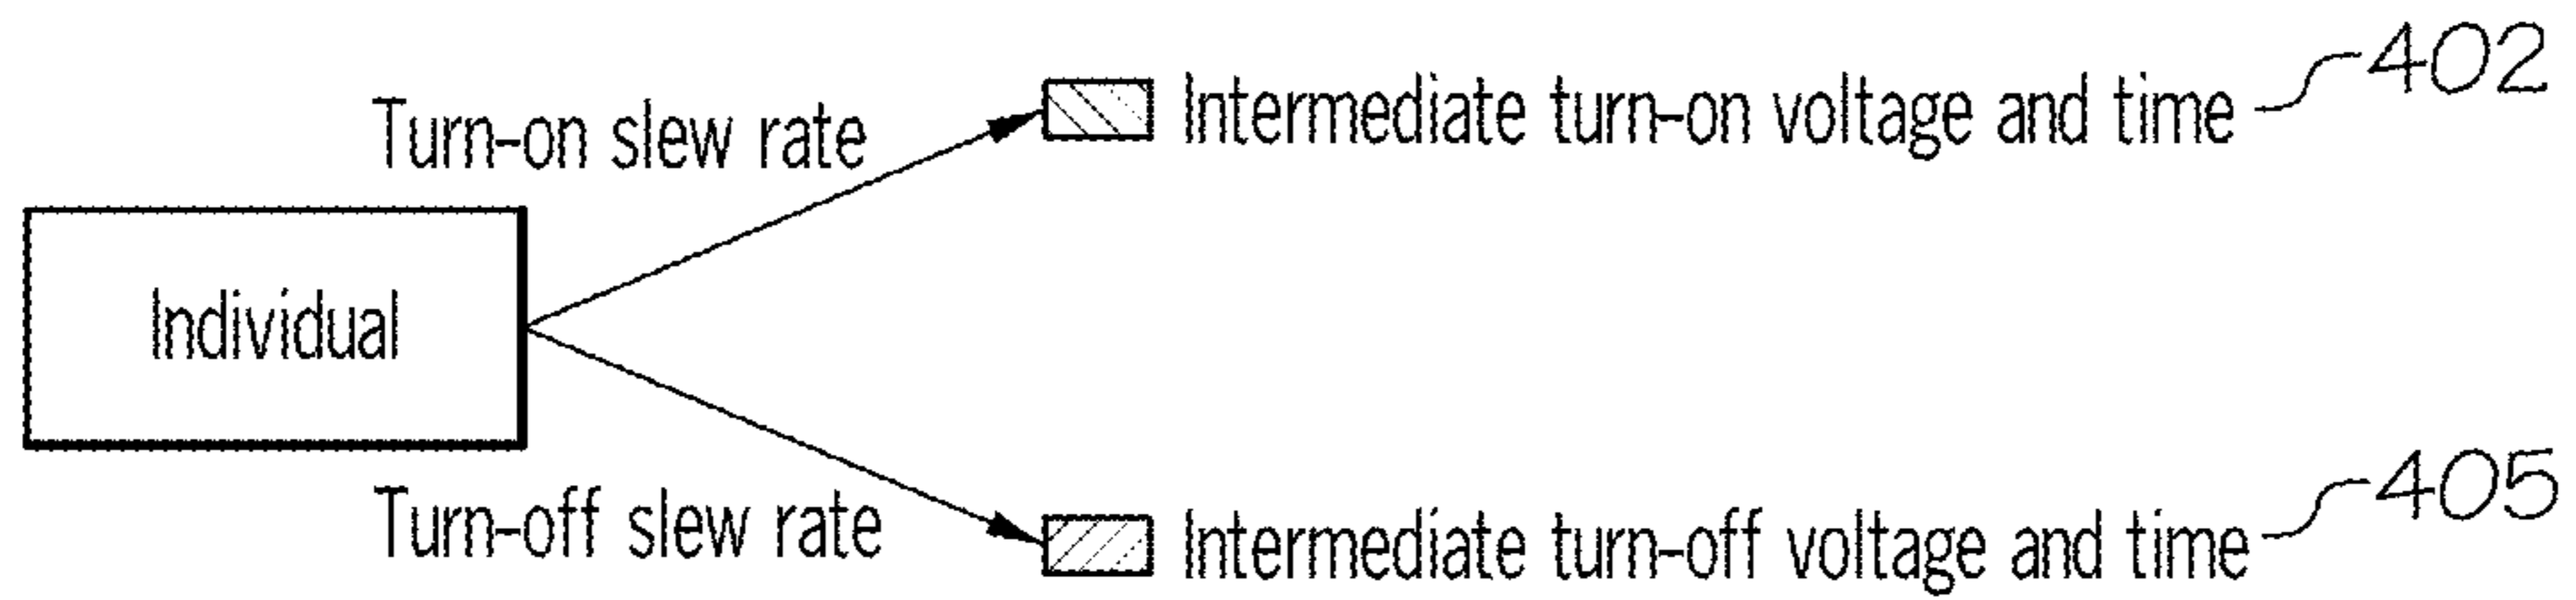 Turn-on slew rate
Intermediate turn-on voltage and time
402
Individual
Turn-off slew rate
Intermediate turn-off voltage and time
405